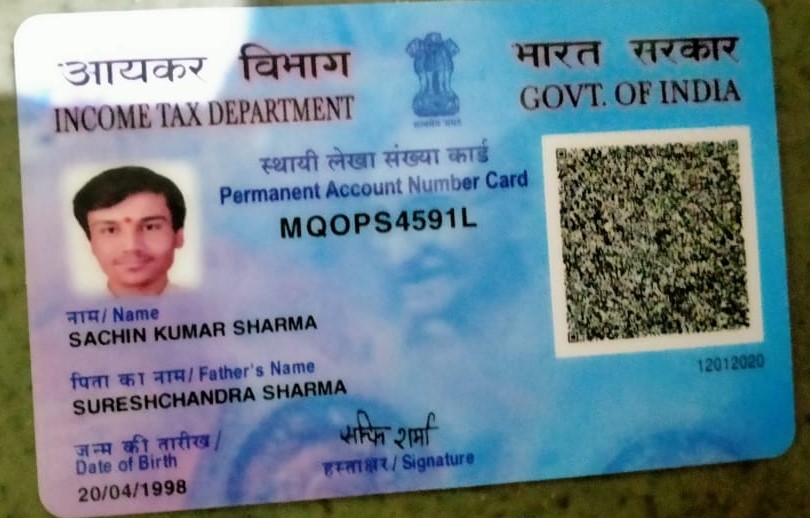 आयकर विभाग
INCOME TAX DEPARTMENT
भारत सरकार
GOVT. OF INDIA
सत्यमेव जयते
स्थायी लेखा संख्या कार्ड
Permanent Account Number Card
MQOPS4591L
नाम / Name
SACHIN KUMAR SHARMA
पिता का नाम / Father's Name
SURESHCHANDRA SHARMA
जन्म की तारीख /
Date of Birth
20/04/1998
शर्मा
हस्ताक्षर / Signature
12012020